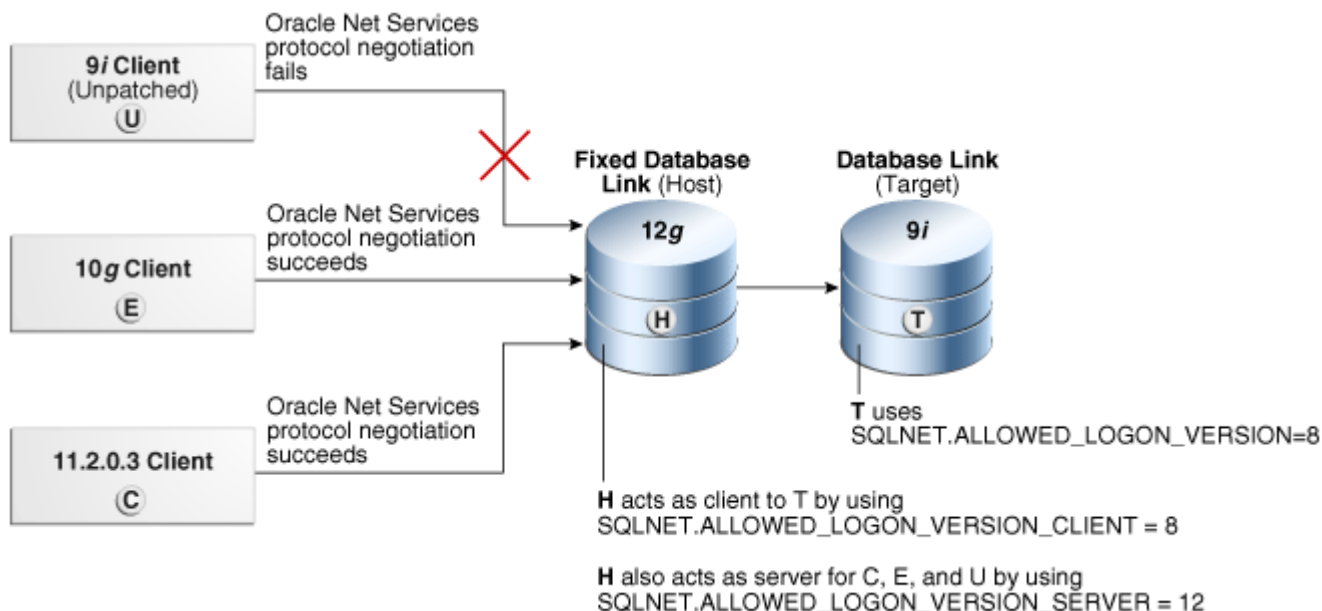 Oracle Net Services
protocol negotiation
fails
9i Client
(Unpatched)
U
Oracle Net Services
protocol negotiation
succeeds
10g Client
E
Oracle Net Services
protocol negotiation
succeeds
11.2.0.3 Client
C
Fixed Database
Link (Host)
12g
H
Database Link
(Target)
9i
T
T uses
SQLNET.ALLOWED_LOGON_VERSION=8
H acts as client to T by using
SQLNET.ALLOWED_LOGON_VERSION_CLIENT = 8
H also acts as server for C, E, and U by using
SQLNET.ALLOWED_LOGON_VERSION_SERVER = 12